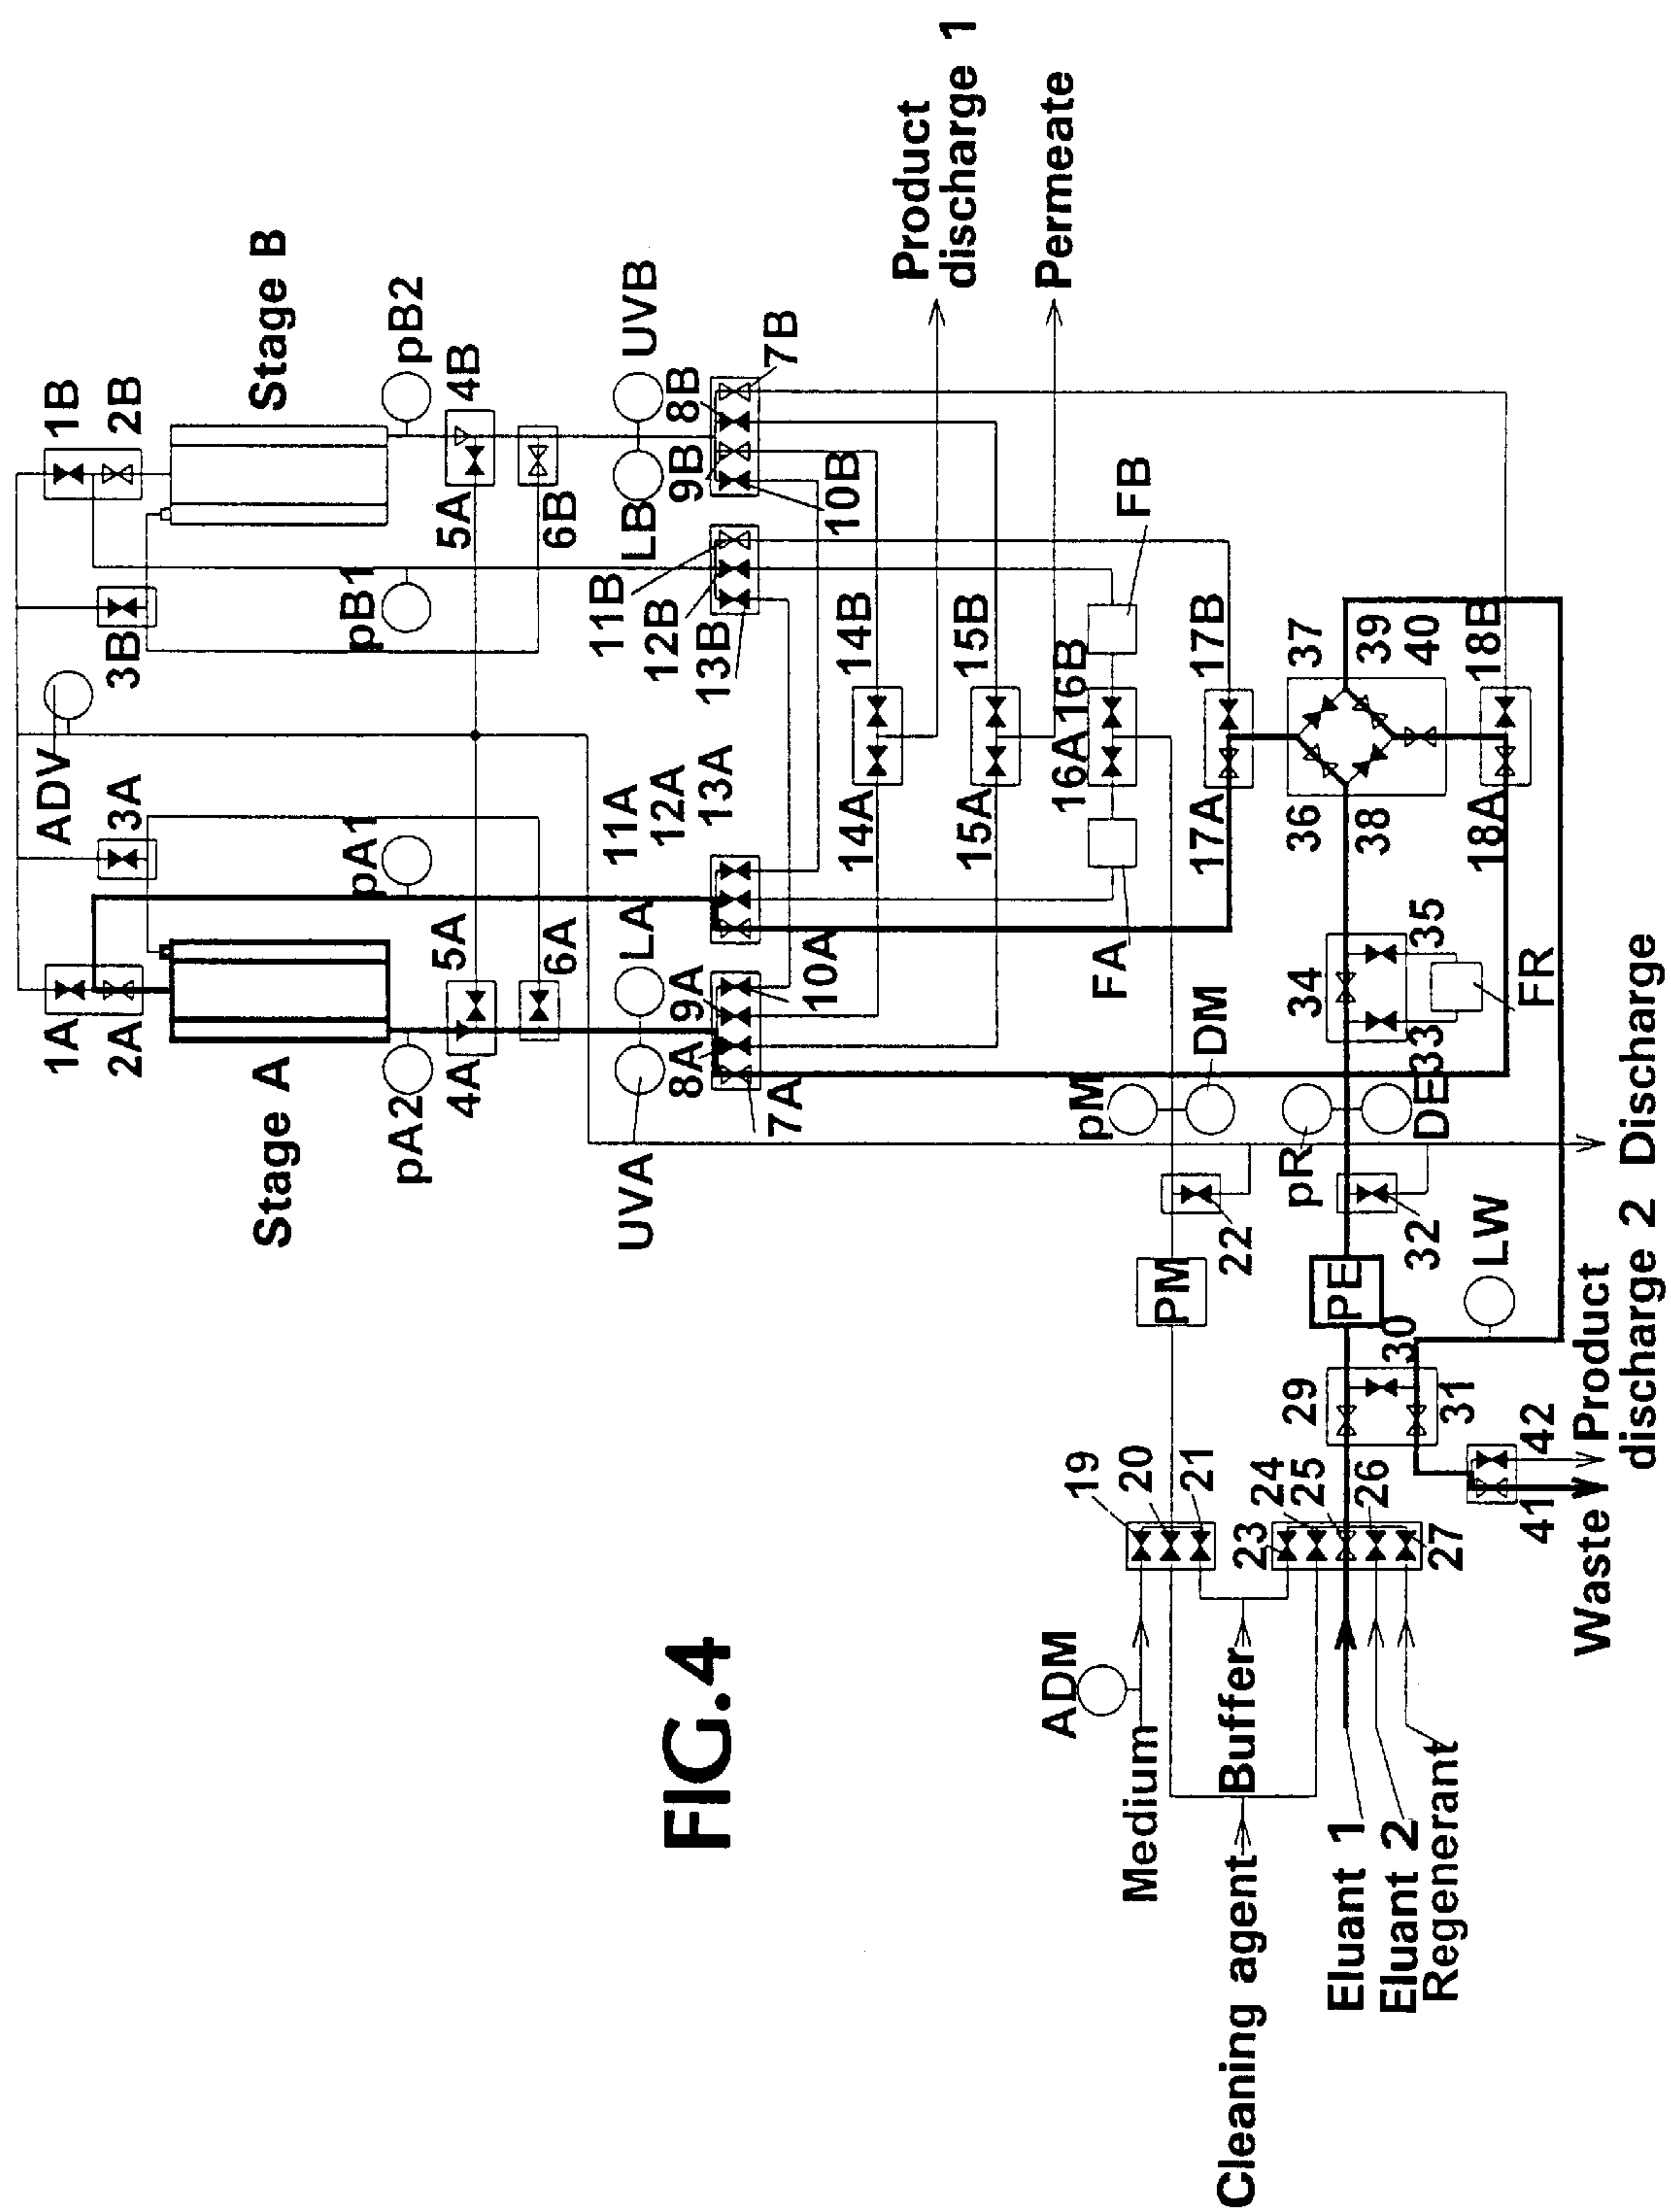 FIG.4
1A
2A
Stage A
pA2
4A
5A
6A
3A
pA1
ADV
3B
pB1
1B
2B
Stage B
pB2
4B
5A
6B
UVA
LA
LB
UVB
8A
9A
7A
10A
11A
12A
13A
11B
12B
13B
9B
8B
7B
10B
14A
14B
15A
15B
Product
discharge 1
Permeate
16A
16B
FA
FB
17A
17B
36
37
38
39
40
18A
18B
34
35
33
FR
pM
DM
pR
DE
22
32
PM
PE
LW
29
30
31
19
20
21
23
24
25
26
27
41
42
ADM
Medium
Buffer
Cleaning agent
Eluant 1
Eluant 2
Regenerant
Waste
Product
discharge 2
Discharge